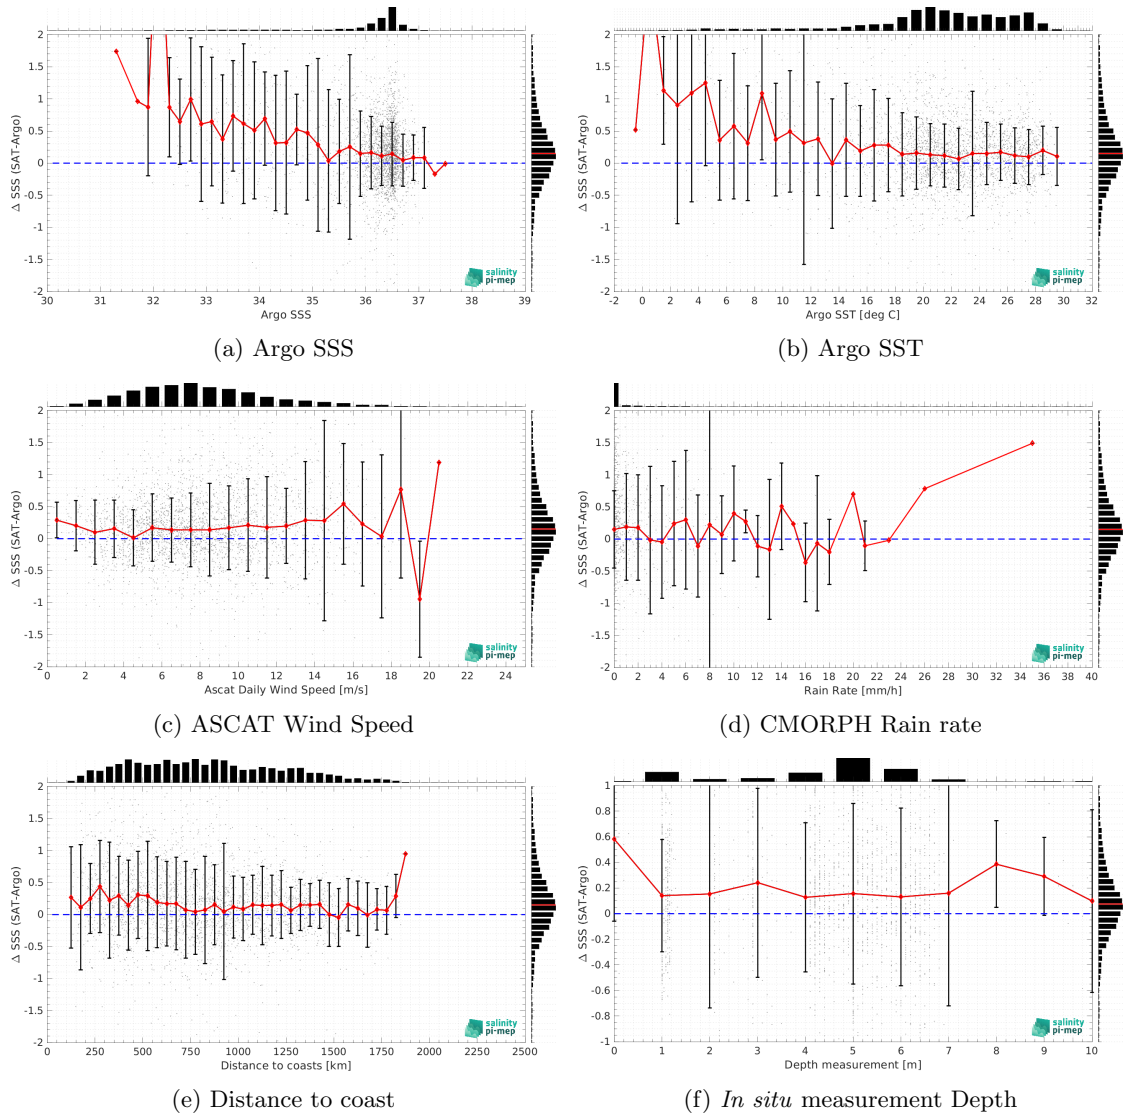 2
1.5
1
0.5
0
-0.5
-1
-1.5
-2
Δ SSS (SAT-Argo)
30 31 32 33 34 35 36 37 38 39
Argo SSS
salinity
pi-mep
(a) Argo SSS
2
1.5
1
0.5
0
-0.5
-1
-1.5
-2
Δ SSS (SAT-Argo)
-2 0 2 4 6 8 10 12 14 16 18 20 22 24 26 28 30 32
Argo SST [deg C]
salinity
pi-mep
(b) Argo SST
2
1.5
1
0.5
0
-0.5
-1
-1.5
-2
Δ SSS (SAT-Argo)
0 2 4 6 8 10 12 14 16 18 20 22 24
Ascat Daily Wind Speed [m/s]
salinity
pi-mep
(c) ASCAT Wind Speed
2
1.5
1
0.5
0
-0.5
-1
-1.5
-2
Δ SSS (SAT-Argo)
0 2 4 6 8 10 12 14 16 18 20 22 24 26 28 30 32 34 36 38 40
Rain Rate [mm/h]
salinity
pi-mep
(d) CMORPH Rain rate
2
1.5
1
0.5
0
-0.5
-1
-1.5
-2
Δ SSS (SAT-Argo)
0 250 500 750 1000 1250 1500 1750 2000 2250 2500
Distance to coasts [km]
salinity
pi-mep
(e) Distance to coast
1
0.8
0.6
0.4
0.2
0
-0.2
-0.4
-0.6
-0.8
-1
Δ SSS (SAT-Argo)
0 1 2 3 4 5 6 7 8 9 10
Depth measurement [m]
salinity
pi-mep
(f) In situ measurement Depth